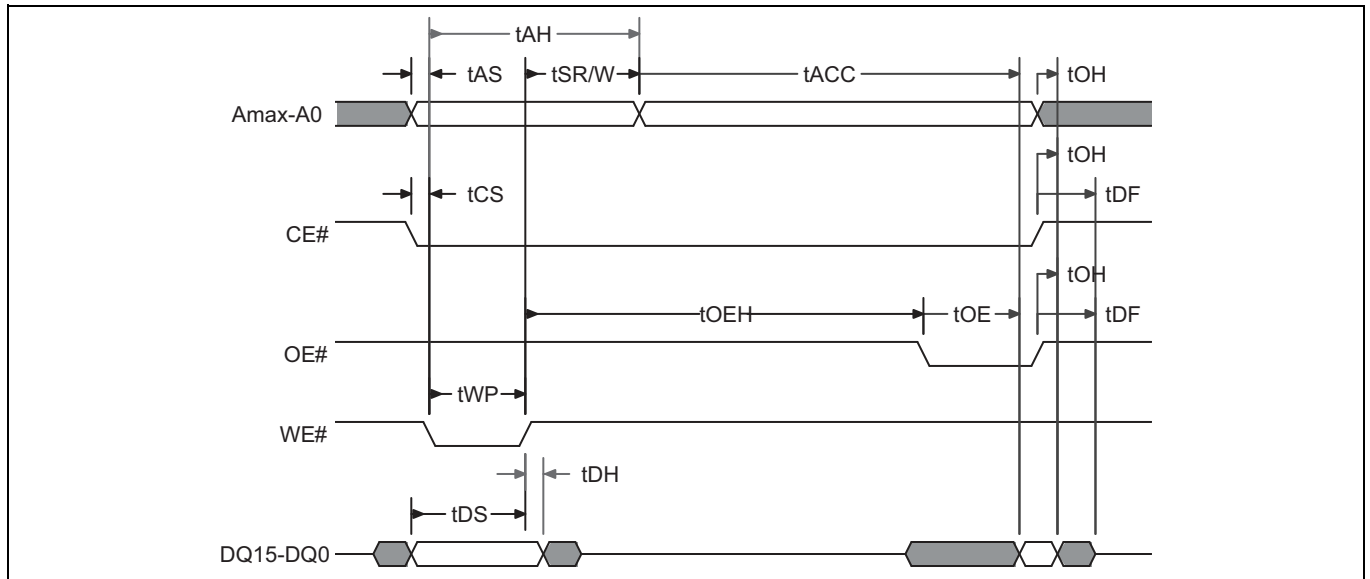 tAH
tAS tSR/W tACC tOH
Amax-A0
tOH
tCS tDF
CE#
tOH
tOEH tOE tDF
OE#
tWP
WE#
tDH
tDS
DQ15-DQ0